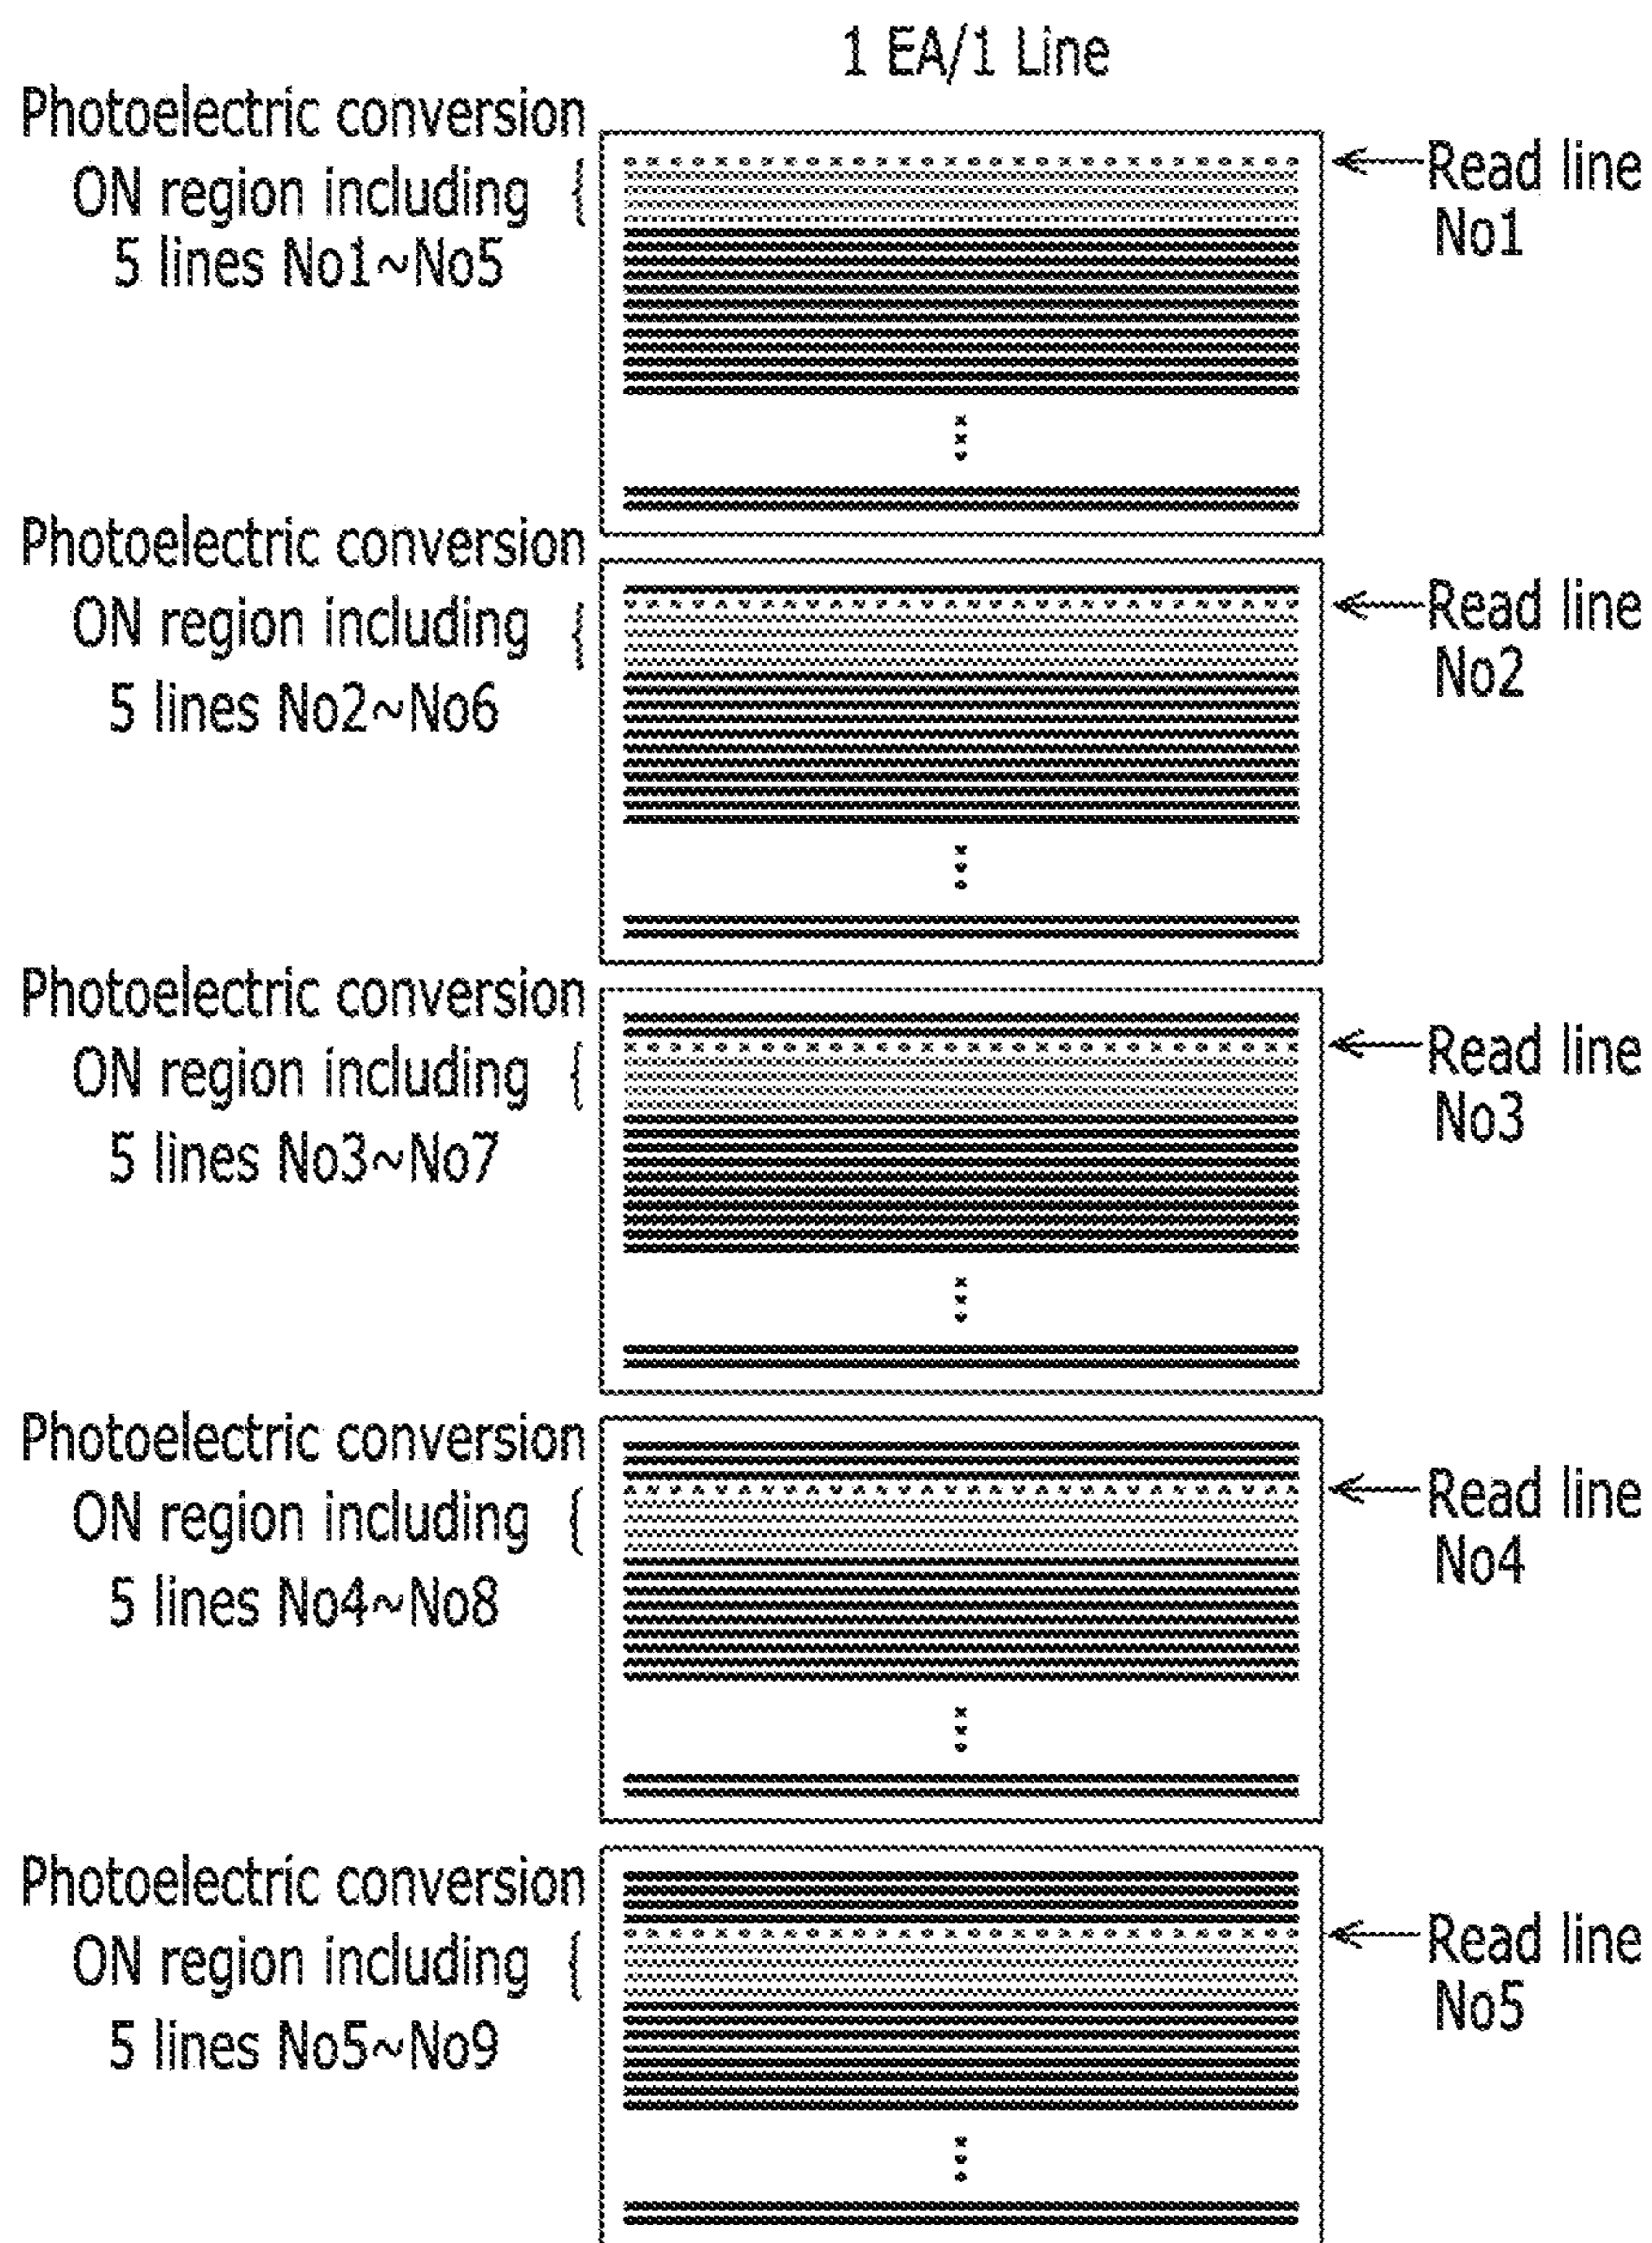 1 EA/1 Line
Photoelectric conversion
ON region including
5 lines No1~No5
Read line
No1
Photoelectric conversion
ON region including
5 lines No2~No6
Read line
No2
Photoelectric conversion
ON region including
5 lines No3~No7
Read line
No3
Photoelectric conversion
ON region including
5 lines No4~No8
Read line
No4
Photoelectric conversion
ON region including
5 lines No5~No9
Read line
No5